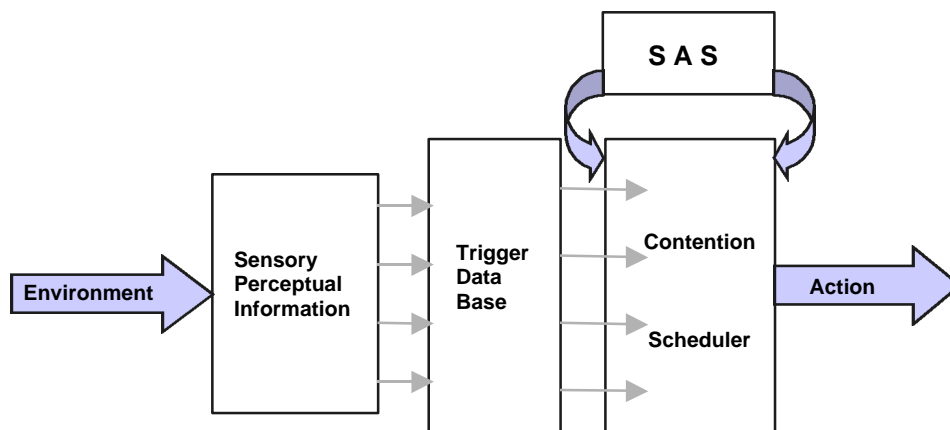 S A S
Environment
Sensory
Perceptual
Information
Trigger
Data
Base
Contention
Scheduler
Action